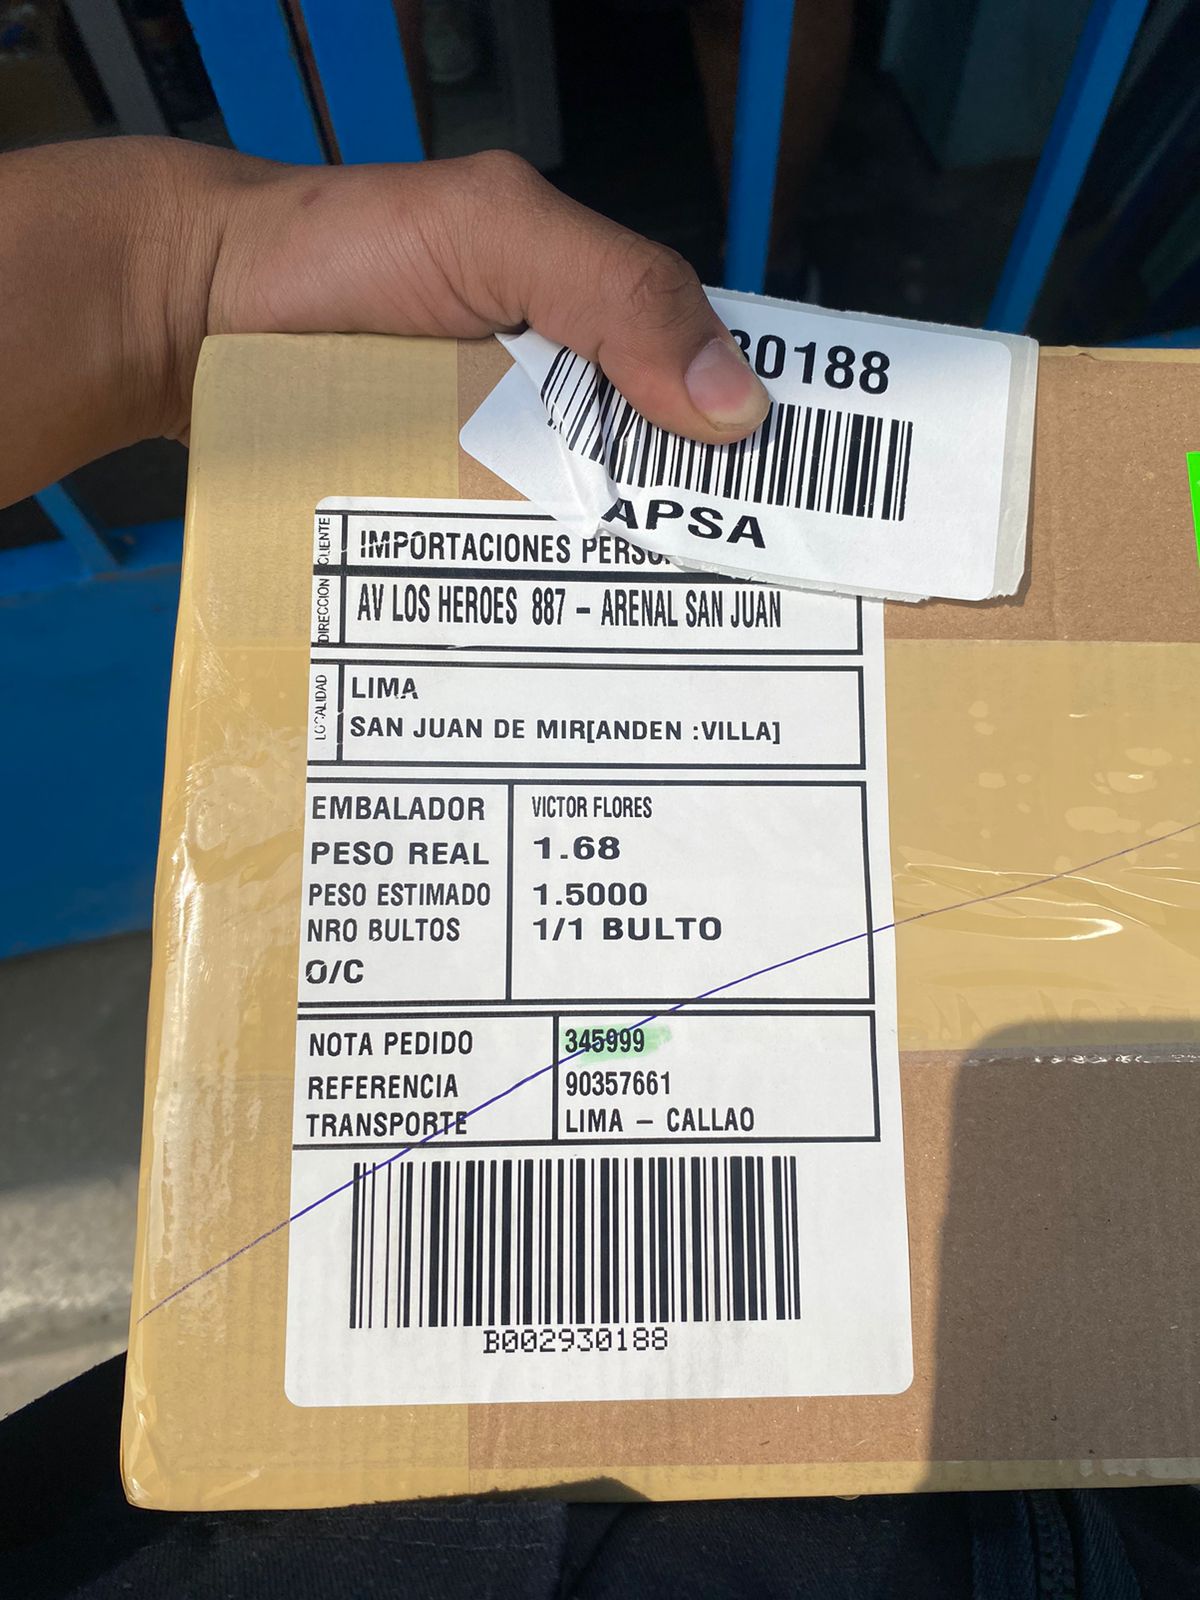 30188
APSA
CLIENTE
IMPORTACIONES
DIRECCION
AV LOS HEROES 887 - ARENAL SAN JUAN
LOCALIDAD
LIMA
SAN JUAN DE MIR[ANDEN :VILLA]
EMBALADOR VICTOR FLORES
PESO REAL 1.68
PESO ESTIMADO 1.5000
NRO BULTOS 1/1 BULTO
O/C
NOTA PEDIDO 345999
REFERENCIA 90357661
TRANSPORTE LIMA - CALLAO
B002930188